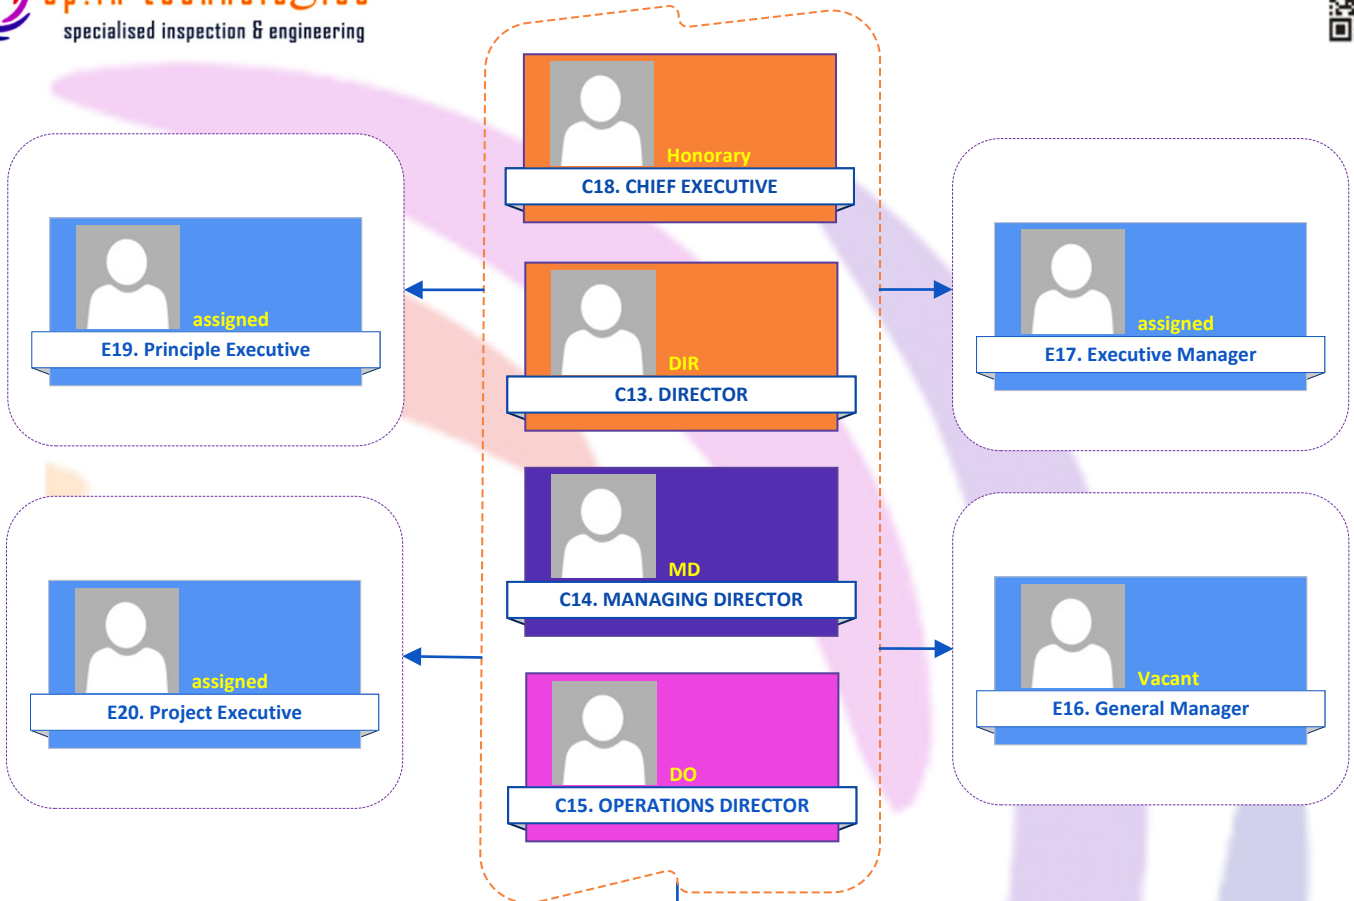 specialised inspection & engineering
Honorary
C18. CHIEF EXECUTIVE
assigned
E19. Principle Executive
DIR
C13. DIRECTOR
assigned
E17. Executive Manager
MD
C14. MANAGING DIRECTOR
assigned
E20. Project Executive
Vacant
E16. General Manager
DO
C15. OPERATIONS DIRECTOR